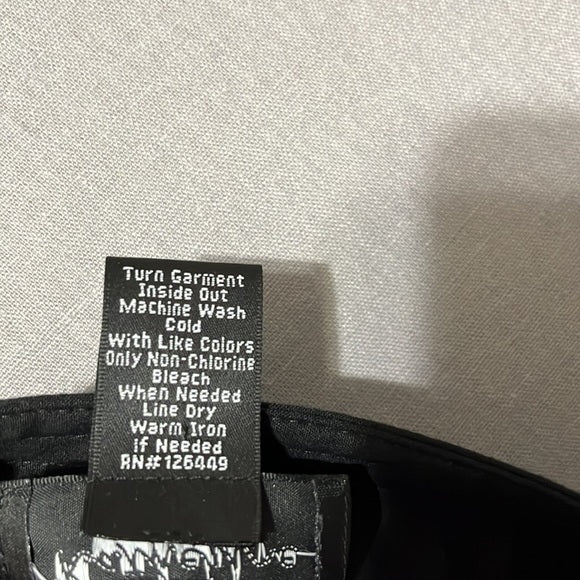 Turn Garment
Inside Out
Machine Wash
Cold
With Like Colors
Only Non-Chlorine
Bleach
When Needed
Line Dry
Warm Iron
if Needed
RN#126449